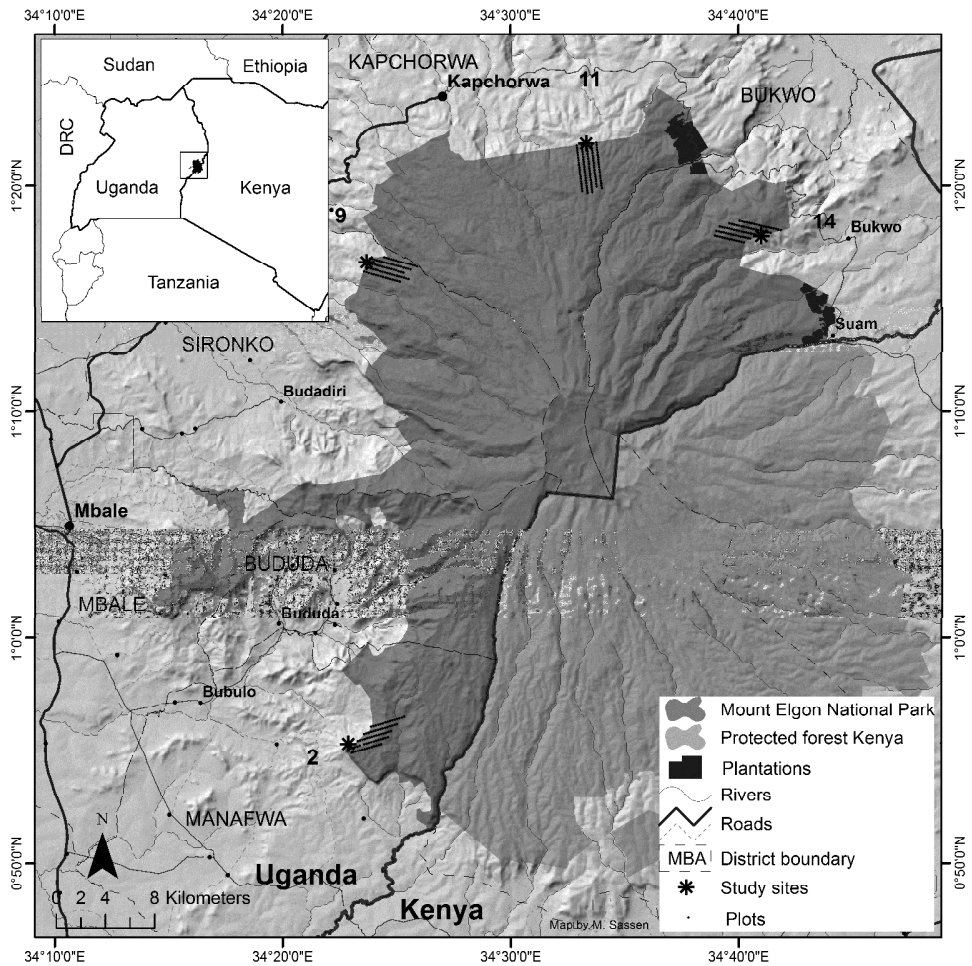 34°10'0"E 34°20'0"E 34°30'0"E 34°40'0"E
Sudan Ethiopia
DRC
Uganda Kenya
Tanzania
KAPCHORWA
Kapchorwa 11
BUKWO
1°20'0"N 1°20'0"N
9
14 Bukwo
Suam
SIRONKO
Budadiri
1°10'0"N 1°10'0"N
Mbale
BUDUDA
MBALE
Bududa
1°0'0"N 1°0'0"N
Bubulo
2
MANAFWA
N
0°50'0"N 0°50'0"N
Uganda
Kenya
0 2 4 8 Kilometers
Map by M. Sassen
Mount Elgon National Park
Protected forest Kenya
Plantations
Rivers
Roads
MBA District boundary
Study sites
Plots
34°10'0"E 34°20'0"E 34°30'0"E 34°40'0"E